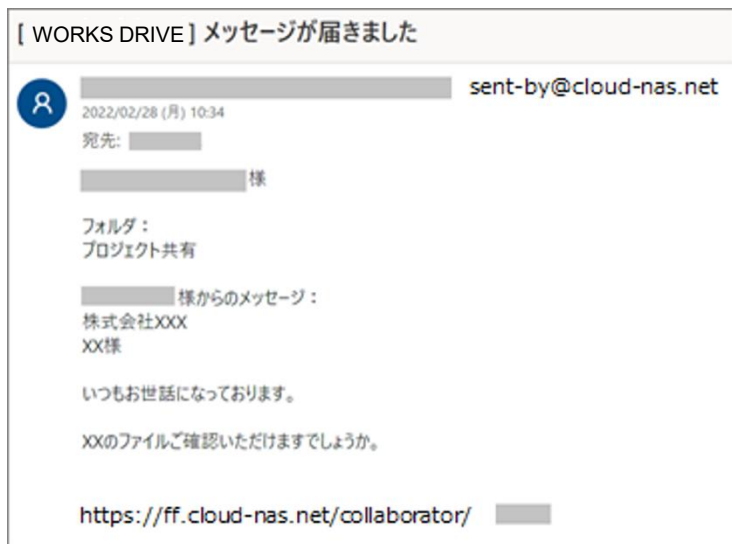 [ WORKS DRIVE ] メッセージが届きました
sent-by@cloud-nas.net
2022/02/28 (月) 10:34
宛先:
様
フォルダ：
プロジェクト共有
様からのメッセージ：
株式会社XXX
XX様
いつもお世話になっております。
XXのファイルご確認いただけますでしょうか。
https://ff.cloud-nas.net/collaborator/